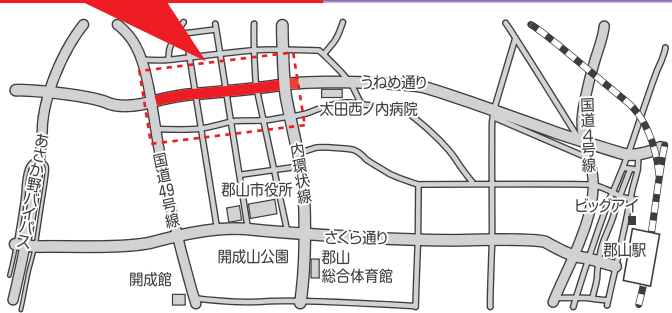 うねめ通り
太田西ノ内病院
国道4号線
あさか野バイパス
国道49号線
内環状線
郡山市役所
ビッグアイ
さくら通り
郡山駅
開成山公園
郡山
総合体育館
開成館